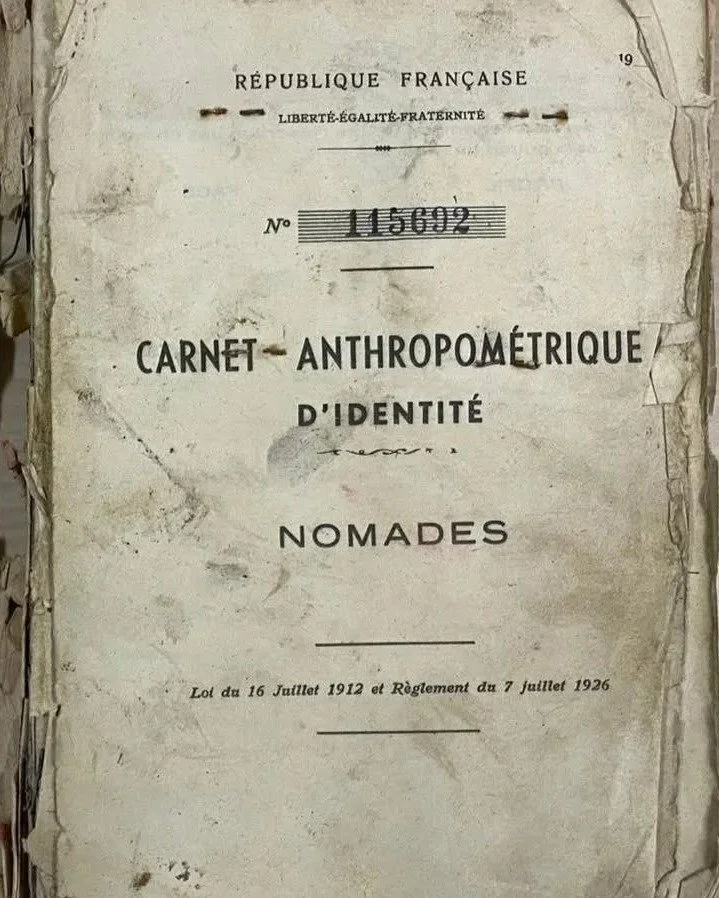 19
RÉPUBLIQUE FRANÇAISE
LIBERTÉ-ÉGALITÉ-FRATERNITÉ
Nº 115692
CARNET ANTHROPOMÉTRIQUE
D'IDENTITÉ
NOMADES
Loi du 16 Juillet 1912 et Règlement du 7 juillet 1926